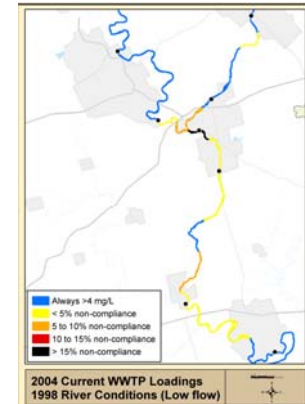 Always >4 mg/L
< 5% non-compliance
5 to 10% non-compliance
10 to 15% non-compliance
> 15% non-compliance
2004 Current WWTP Loadings
1998 River Conditions (Low flow)